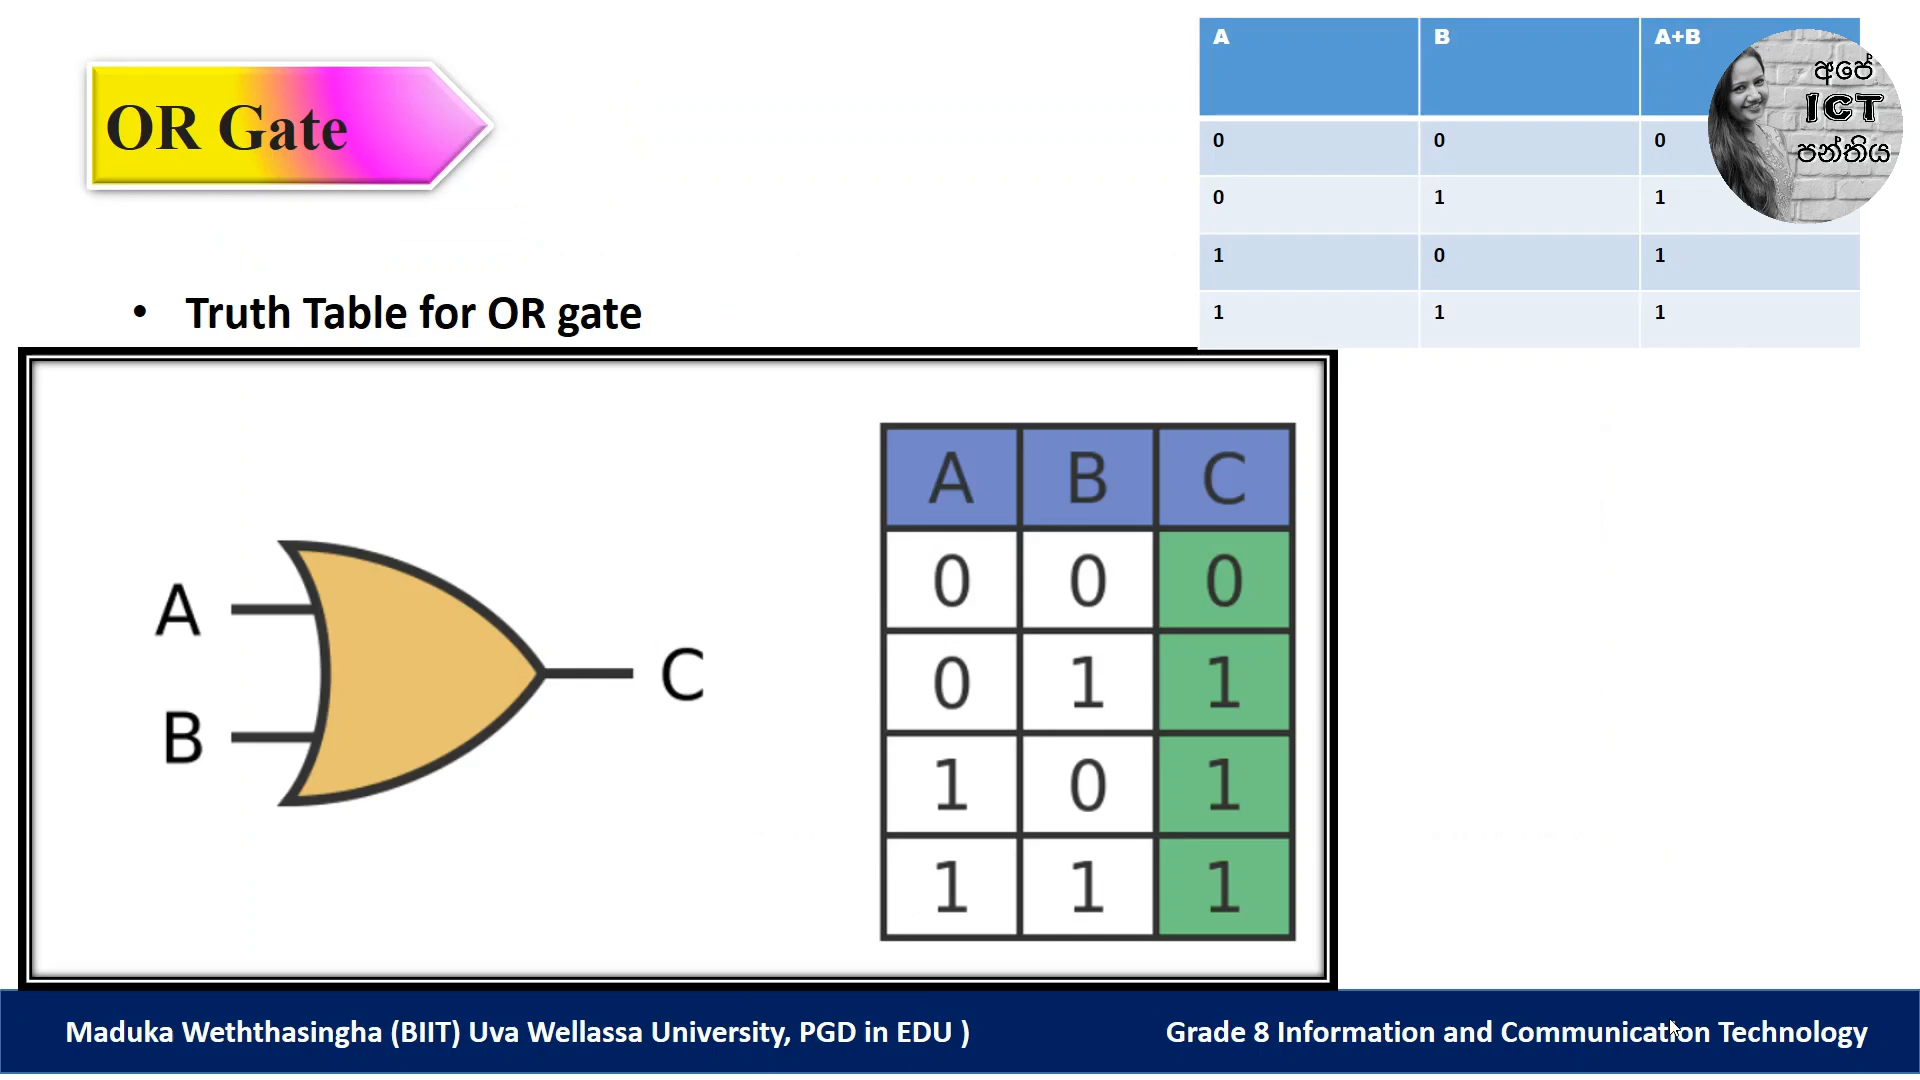 OR Gate
A B A+B
0 0 0
0 1 1
1 0 1
1 1 1
අපේ
ICT
පන්තිය
• Truth Table for OR gate
A
B
C
A B C
0 0 0
0 1 1
1 0 1
1 1 1
Maduka Weththasingha (BIIT) Uva Wellassa University, PGD in EDU )
Grade 8 Information and Communication Technology